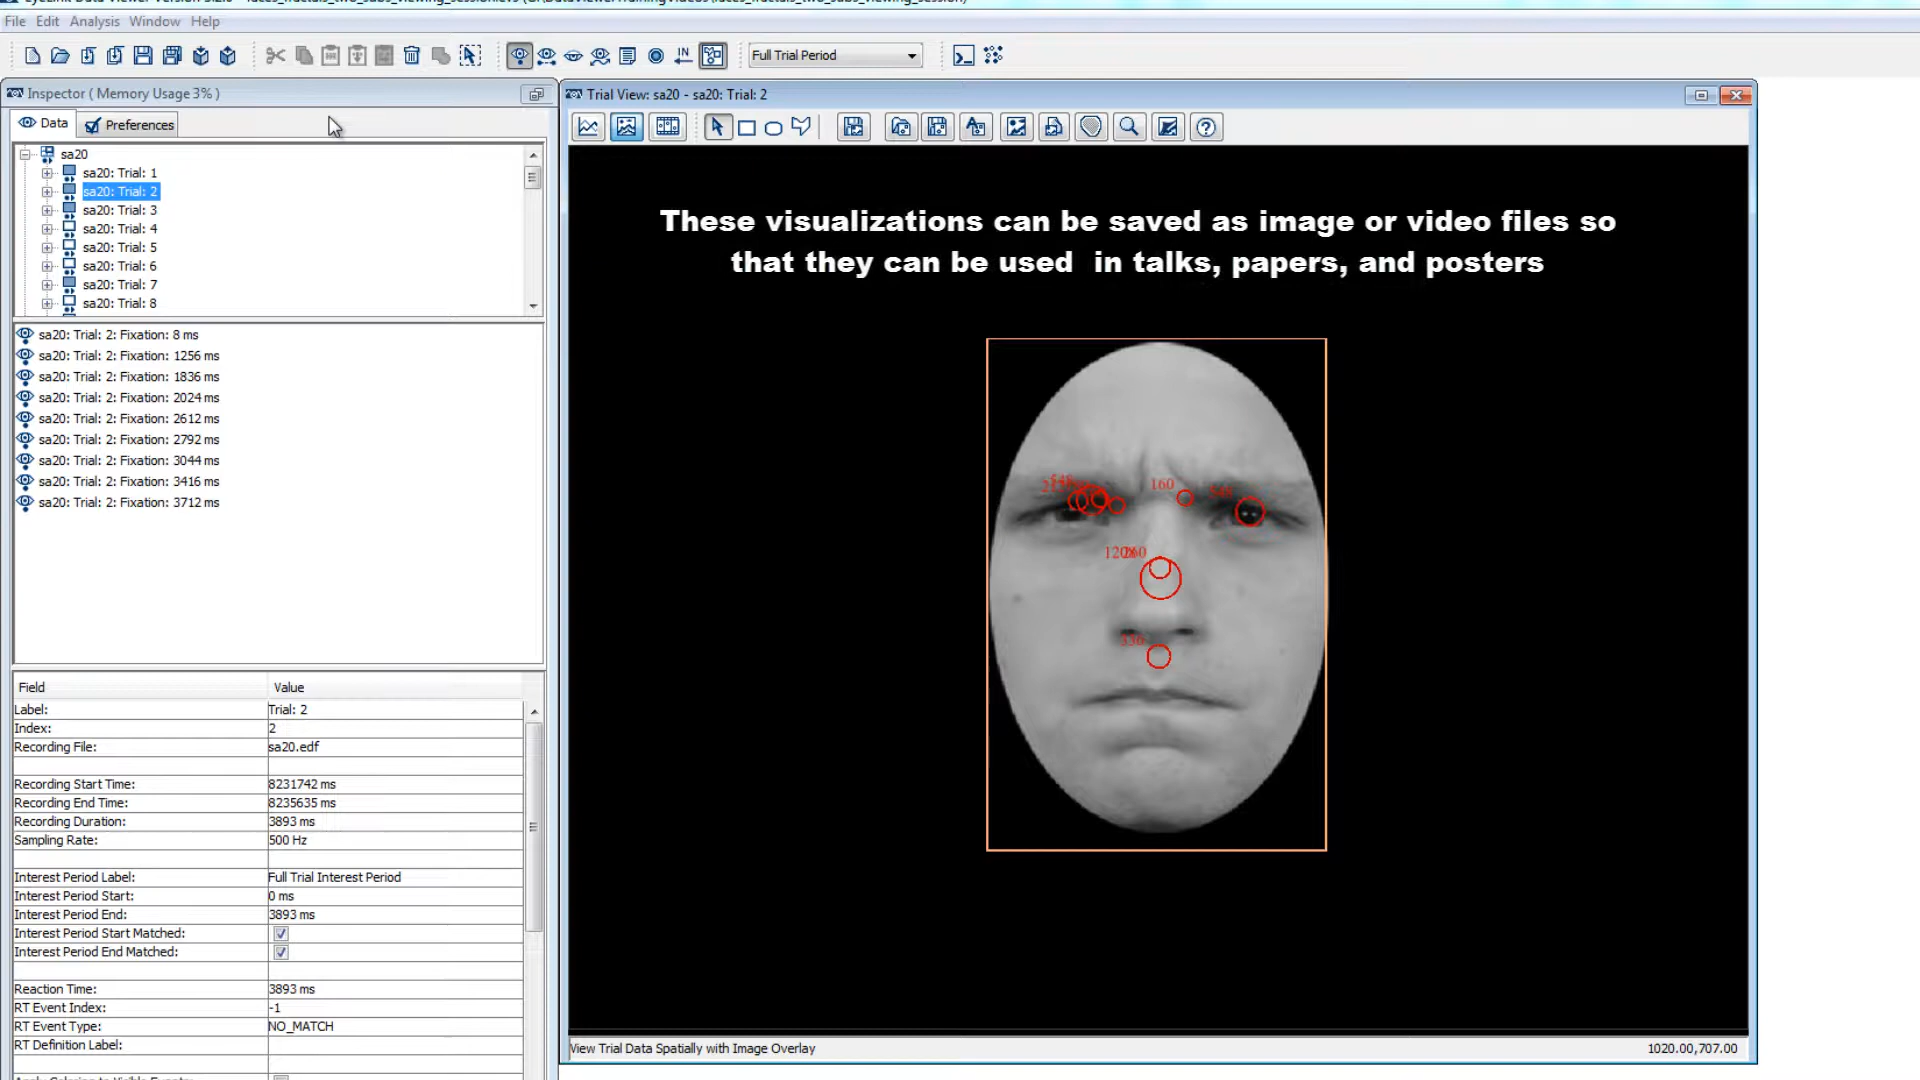 File Edit Analysis Window Help
IN
Full Trial Period
Inspector ( Memory Usage 3% )
Data
Preferences
sa20
sa20: Trial: 1
sa20: Trial: 2
sa20: Trial: 3
sa20: Trial: 4
sa20: Trial: 5
sa20: Trial: 6
sa20: Trial: 7
sa20: Trial: 8
sa20: Trial: 2: Fixation: 8 ms
sa20: Trial: 2: Fixation: 1256 ms
sa20: Trial: 2: Fixation: 1836 ms
sa20: Trial: 2: Fixation: 2024 ms
sa20: Trial: 2: Fixation: 2612 ms
sa20: Trial: 2: Fixation: 2792 ms
sa20: Trial: 2: Fixation: 3044 ms
sa20: Trial: 2: Fixation: 3416 ms
sa20: Trial: 2: Fixation: 3712 ms
Field Value
Label: Trial: 2
Index: 2
Recording File: sa20.edf
Recording Start Time: 8231742 ms
Recording End Time: 8235635 ms
Recording Duration: 3893 ms
Sampling Rate: 500 Hz
Interest Period Label: Full Trial Interest Period
Interest Period Start: 0 ms
Interest Period End: 3893 ms
Interest Period Start Matched:
Interest Period End Matched:
Reaction Time: 3893 ms
RT Event Index: -1
RT Event Type: NO_MATCH
RT Definition Label:
Trial View: sa20 - sa20: Trial: 2
These visualizations can be saved as image or video files so
that they can be used in talks, papers, and posters
160
View Trial Data Spatially with Image Overlay
1020.00,707.00